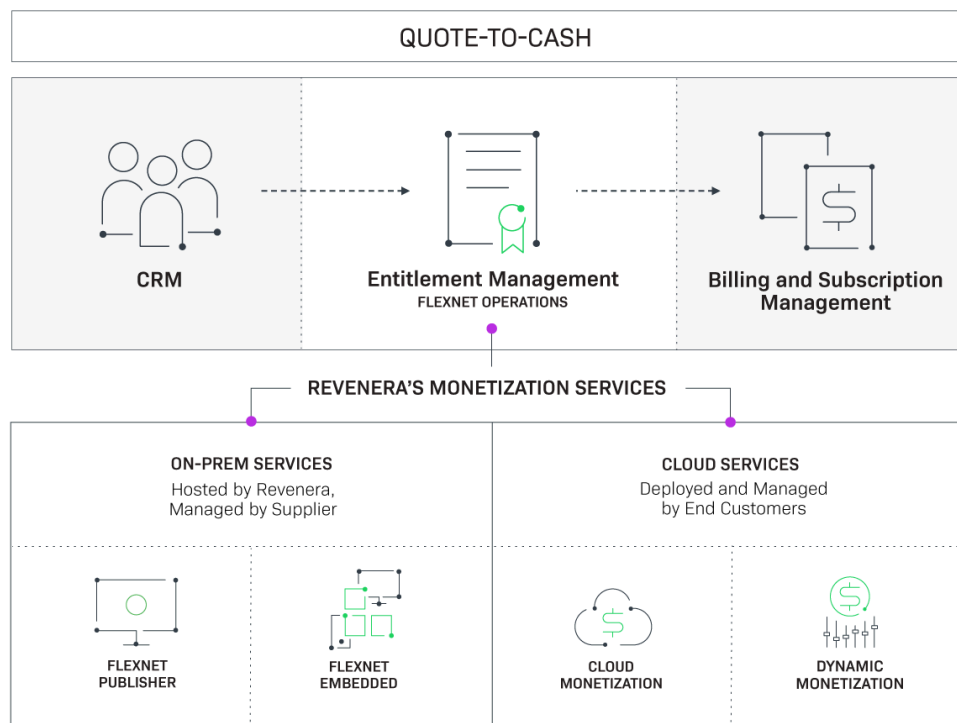 QUOTE-TO-CASH
CRM
Entitlement Management
FLEXNET OPERATIONS
Billing and Subscription
Management
REVENERA'S MONETIZATION SERVICES
ON-PREM SERVICES
Hosted by Revenera,
Managed by Supplier
CLOUD SERVICES
Deployed and Managed
by End Customers
FLEXNET
PUBLISHER
FLEXNET
EMBEDDED
CLOUD
MONETIZATION
DYNAMIC
MONETIZATION